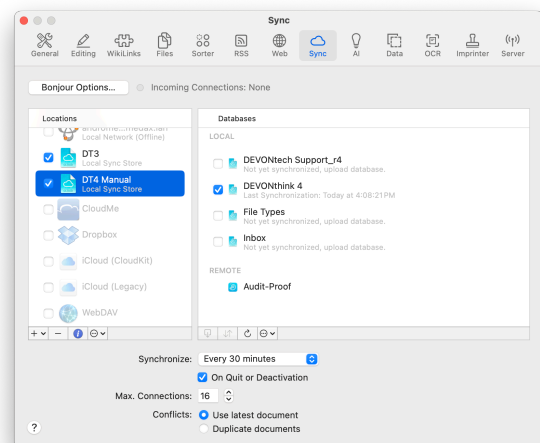 Sync
General Editing WikiLinks Files Sorter RSS Web Sync AI Data OCR Imprinter Server
Bonjour Options...
Incoming Connections: None
Locations
Local Network (Offline)
DT3
Local Sync Store
DT4 Manual
Local Sync Store
CloudMe
Dropbox
iCloud (CloudKit)
iCloud (Legacy)
WebDAV
Databases
LOCAL
DEVONtech Support_r4
Not yet synchronized, upload database.
DEVONthink 4
Last Synchronization: Today at 4:08:21 PM
File Types
Not yet synchronized, upload database.
Inbox
Not yet synchronized, upload database.
REMOTE
Audit-Proof
Synchronize: Every 30 minutes
On Quit or Deactivation
Max. Connections: 16
Conflicts: Use latest document
Duplicate documents
?